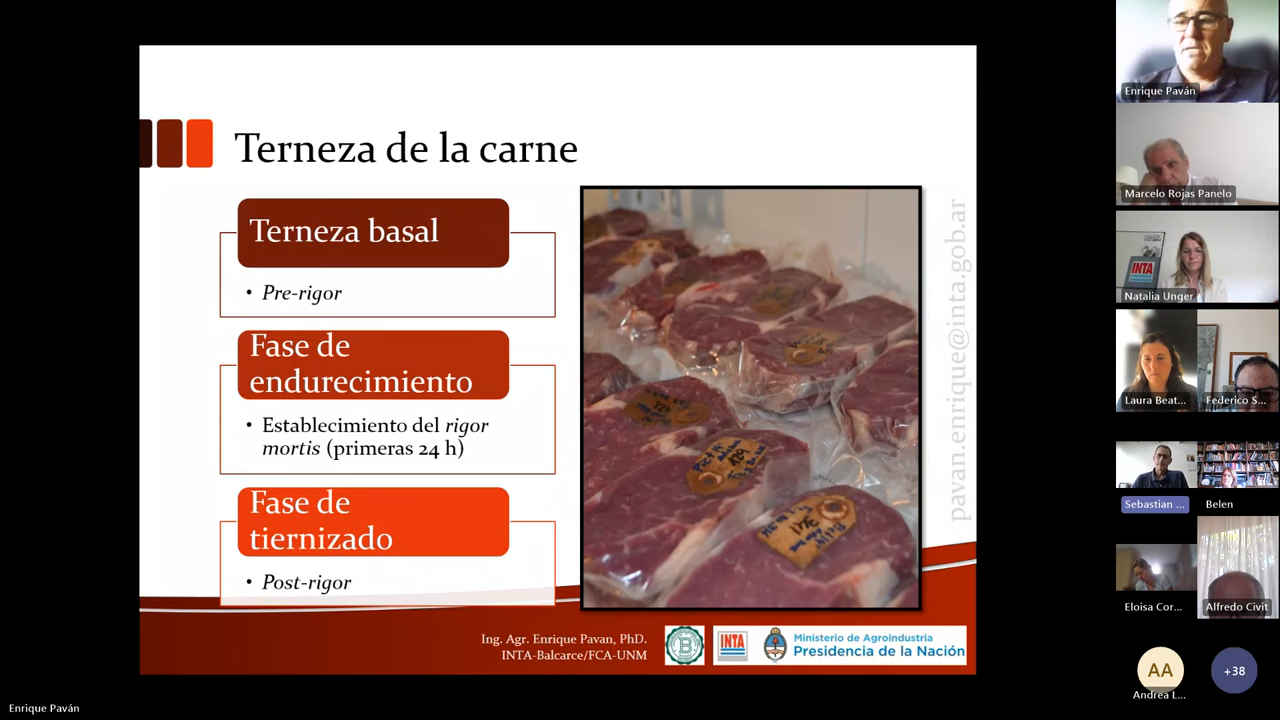 Terneza de la carne
Terneza basal
• Pre-rigor
Fase de
endurecimiento
• Establecimiento del rigor
mortis (primeras 24 h)
Fase de
tiernizado
• Post-rigor
pavan.enrique@inta.gob.ar
Ing. Agr. Enrique Pavan, PhD.
INTA-Balcarce/FCA-UNM
INTA
Ministerio de Agroindustria
Presidencia de la Nación
Enrique Paván
Enrique Paván
Marcelo Rojas Panelo
INTA
Natalia Unger
Laura Beat...
Federico S...
Sebastian ...
Belen
Eloisa Cor...
Alfredo Civit
AA
Andrea L...
+38